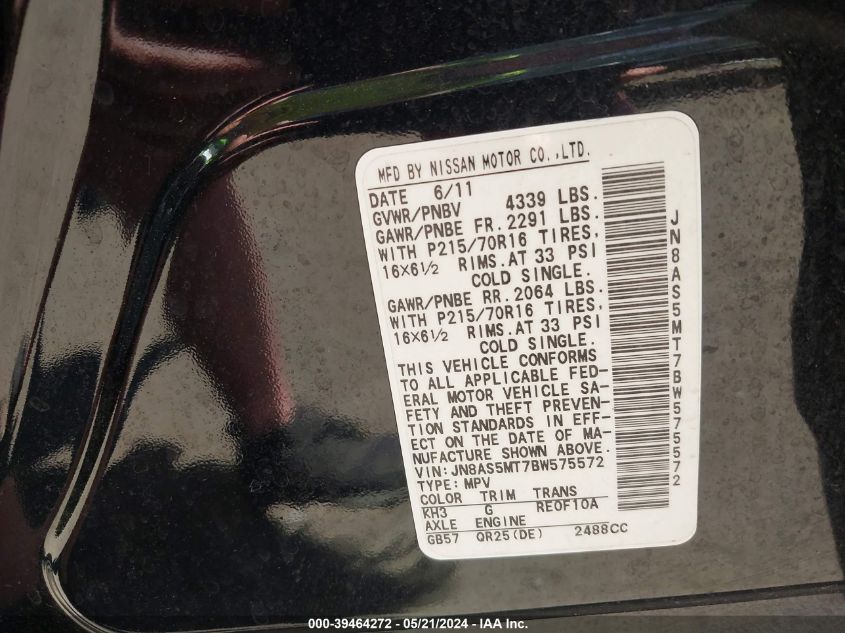 MFD BY NISSAN MOTOR CO.,LTD.
DATE 6/11
GVWR/PNBV 4339 LBS.
GAWR/PNBE FR. 2291 LBS.
WITH P215/70R16 TIRES,
16X6½ RIMS. AT 33 PSI
COLD SINGLE.
GAWR/PNBE RR. 2064 LBS.
WITH P215/70R16 TIRES,
16X6½ RIMS. AT 33 PSI
COLD SINGLE.
THIS VEHICLE CONFORMS
TO ALL APPLICABLE FED-
ERAL MOTOR VEHICLE SA-
FETY AND THEFT PREVEN-
TION STANDARDS IN EFF-
ECT ON THE DATE OF MA-
NUFACTURE SHOWN ABOVE.
VIN: JN8AS5MT7BW575572
TYPE: MPV
COLOR TRIM TRANS
KH3 G RE0F10A
AXLE ENGINE
GB57 QR25(DE) 2488CC
JN8AS5MT7BW575572
000-39464272 - 05/21/2024 - IAA Inc.